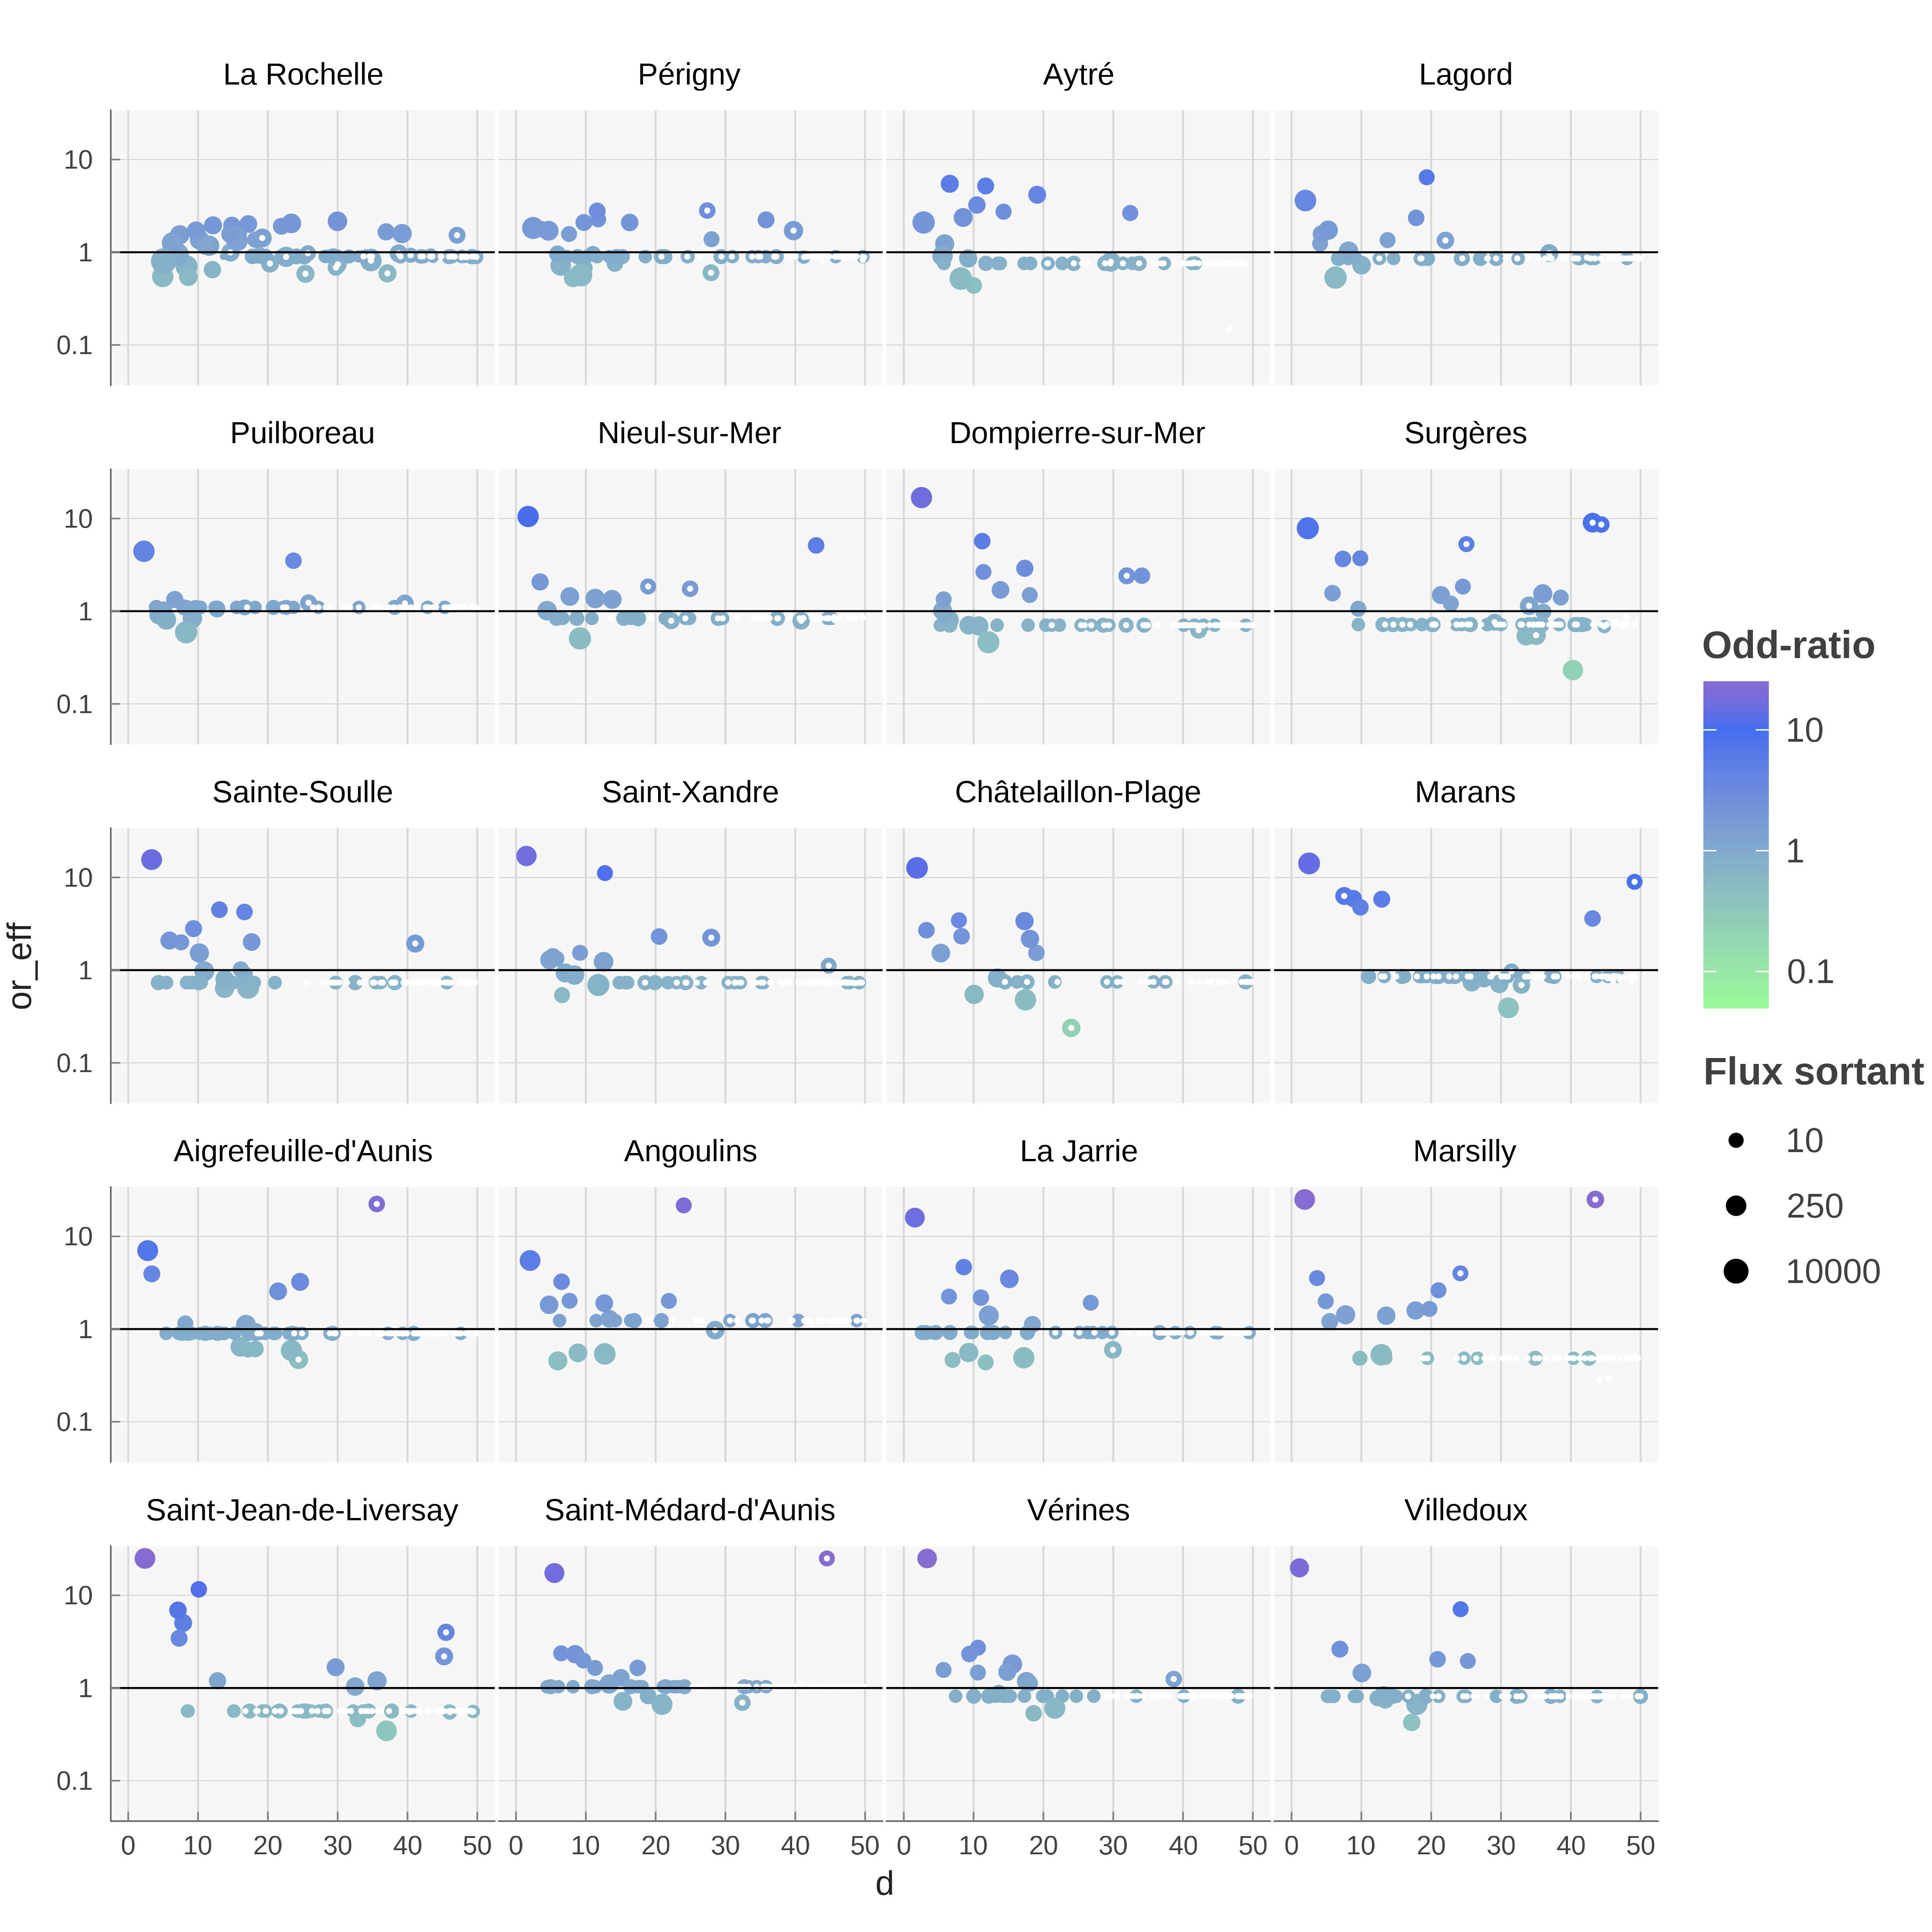 La Rochelle Périgny Aytré Lagord
10
1
0.1
Puilboreau Nieul-sur-Mer Dompierre-sur-Mer Surgères
10
1
0.1
Sainte-Soulle Saint-Xandre Châtelaillon-Plage Marans
10
1
0.1
Aigrefeuille-d'Aunis Angoulins La Jarrie Marsilly
10
1
0.1
Saint-Jean-de-Liversay Saint-Médard-d'Aunis Vérines Villedoux
10
1
0.1
0 10 20 30 40 50 0 10 20 30 40 50 0 10 20 30 40 50 0 10 20 30 40 50
d
or_eff
Odd-ratio
10
1
0.1
Flux sortant
10
250
10000